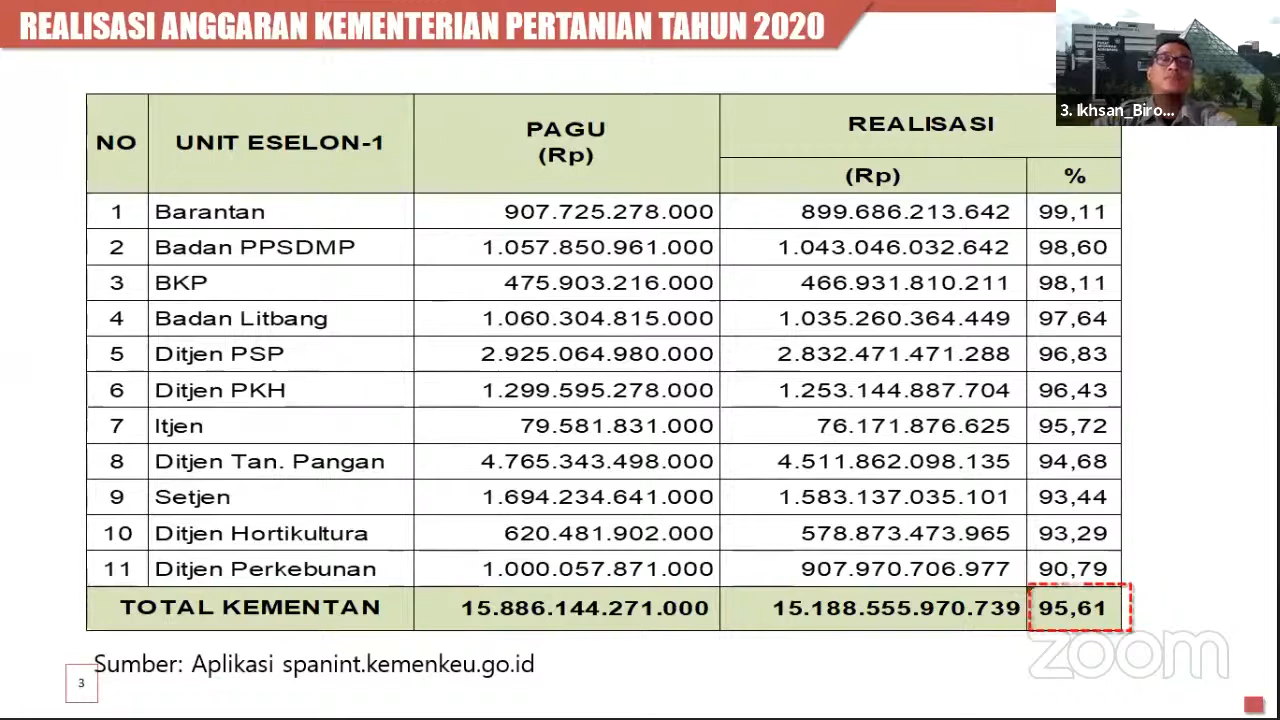 REALISASI ANGGARAN KEMENTERIAN PERTANIAN TAHUN 2020
3. Ikhsan_Biro...
NO UNIT ESELON-1 PAGU (Rp) REALISASI
(Rp) %
1 Barantan 907.725.278.000 899.686.213.642 99,11
2 Badan PPSDMP 1.057.850.961.000 1.043.046.032.642 98,60
3 BKP 475.903.216.000 466.931.810.211 98,11
4 Badan Litbang 1.060.304.815.000 1.035.260.364.449 97,64
5 Ditjen PSP 2.925.064.980.000 2.832.471.471.288 96,83
6 Ditjen PKH 1.299.595.278.000 1.253.144.887.704 96,43
7 Itjen 79.581.831.000 76.171.876.625 95,72
8 Ditjen Tan. Pangan 4.765.343.498.000 4.511.862.098.135 94,68
9 Setjen 1.694.234.641.000 1.583.137.035.101 93,44
10 Ditjen Hortikultura 620.481.902.000 578.873.473.965 93,29
11 Ditjen Perkebunan 1.000.057.871.000 907.970.706.977 90,79
TOTAL KEMENTAN 15.886.144.271.000 15.188.555.970.739 95,61
Sumber: Aplikasi spanint.kemenkeu.go.id
3
zoom